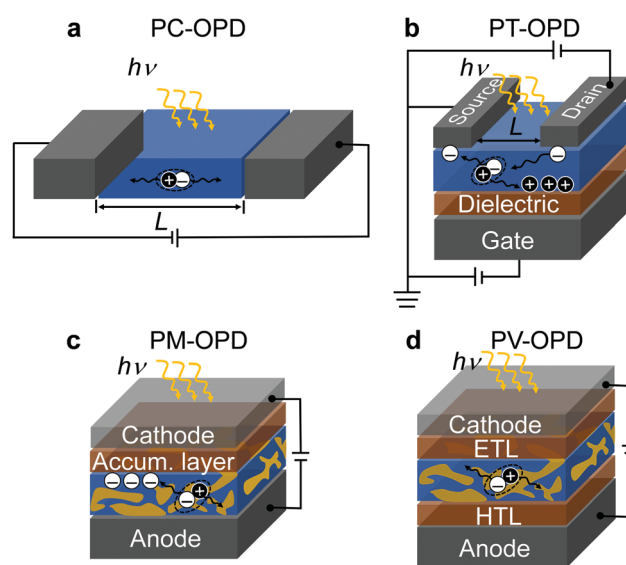 a PC-OPD
hν
L
b PT-OPD
hν
Source
Drain
L
− −
+ −
+ + +
Dielectric
Gate
+ −
c PM-OPD
hν
Cathode
Accum. layer
− − −
− +
Anode
d PV-OPD
hν
Cathode
ETL
− +
HTL
Anode